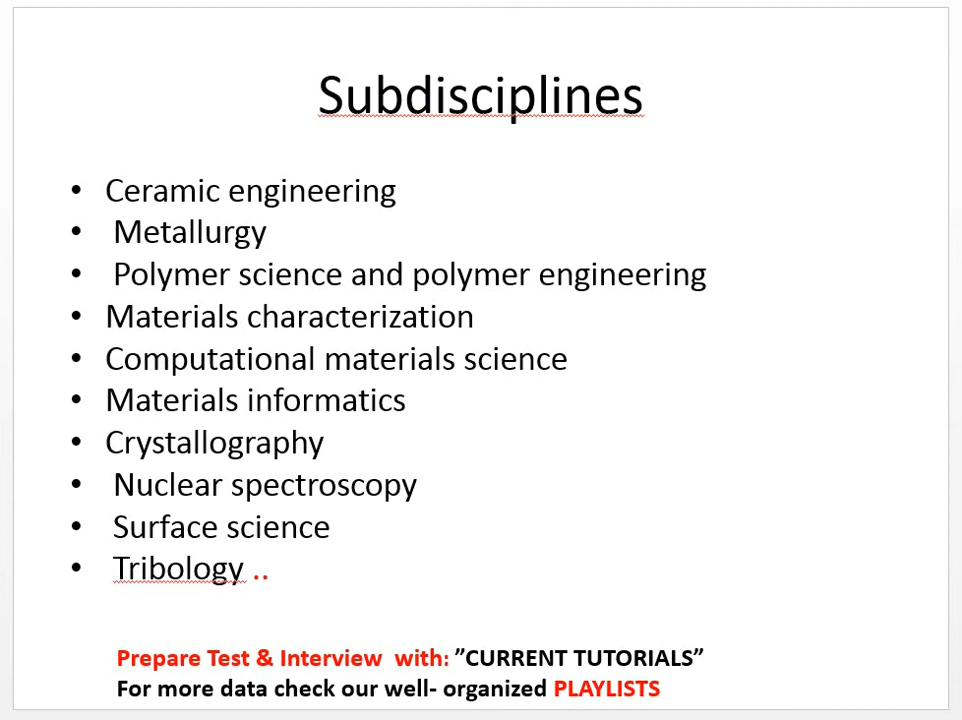 Subdisciplines
• Ceramic engineering
• Metallurgy
• Polymer science and polymer engineering
• Materials characterization
• Computational materials science
• Materials informatics
• Crystallography
• Nuclear spectroscopy
• Surface science
• Tribology ..
Prepare Test & Interview with: ”CURRENT TUTORIALS”
For more data check our well- organized PLAYLISTS